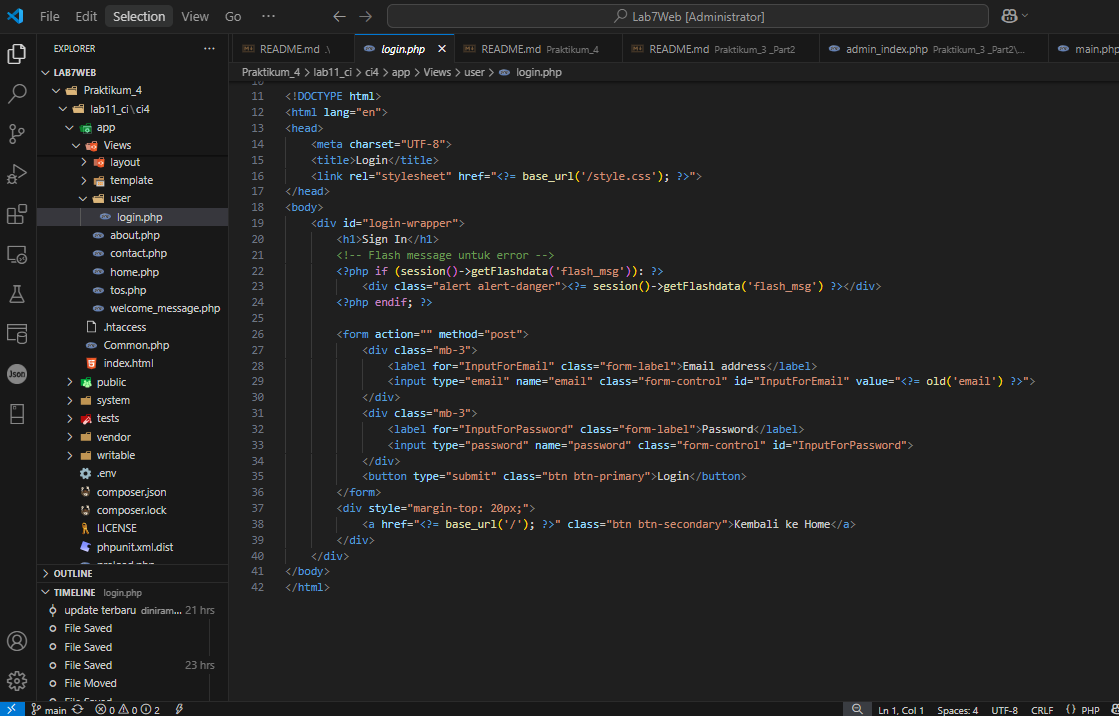 File Edit Selection View Go ··· Lab7Web [Administrator]
EXPLORER ···
LAB7WEB
Praktikum_4
lab11_ci\ci4
app
Views
layout
template
user
login.php
about.php
contact.php
home.php
tos.php
welcome_message.php
.htaccess
Common.php
index.html
public
system
tests
vendor
writable
.env
composer.json
composer.lock
LICENSE
phpunit.xml.dist
preload.php
OUTLINE
TIMELINE login.php
update terbaru diniram... 21 hrs
File Saved
File Saved
File Saved 23 hrs
File Moved
File Saved
Json
README.md .\ login.php README.md Praktikum_4 README.md Praktikum_3 _Part2 admin_index.php Praktikum_3 _Part2\... main.php
Praktikum_4 > lab11_ci > ci4 > app > Views > user > login.php
10
11 <!DOCTYPE html>
12 <html lang="en">
13 <head>
14 <meta charset="UTF-8">
15 <title>Login</title>
16 <link rel="stylesheet" href="<?= base_url('/style.css'); ?>">
17 </head>
18 <body>
19 <div id="login-wrapper">
20 <h1>Sign In</h1>
21 <!-- Flash message untuk error -->
22 <?php if (session()->getFlashdata('flash_msg')): ?>
23 <div class="alert alert-danger"><?= session()->getFlashdata('flash_msg') ?></div>
24 <?php endif; ?>
25
26 <form action="" method="post">
27 <div class="mb-3">
28 <label for="InputForEmail" class="form-label">Email address</label>
29 <input type="email" name="email" class="form-control" id="InputForEmail" value="<?= old('email') ?>">
30 </div>
31 <div class="mb-3">
32 <label for="InputForPassword" class="form-label">Password</label>
33 <input type="password" name="password" class="form-control" id="InputForPassword">
34 </div>
35 <button type="submit" class="btn btn-primary">Login</button>
36 </form>
37 <div style="margin-top: 20px;">
38 <a href="<?= base_url('/'); ?>" class="btn btn-secondary">Kembali ke Home</a>
39 </div>
40 </div>
41 </body>
42 </html>
main 0 0 2 Ln 1, Col 1 Spaces: 4 UTF-8 CRLF {} PHP